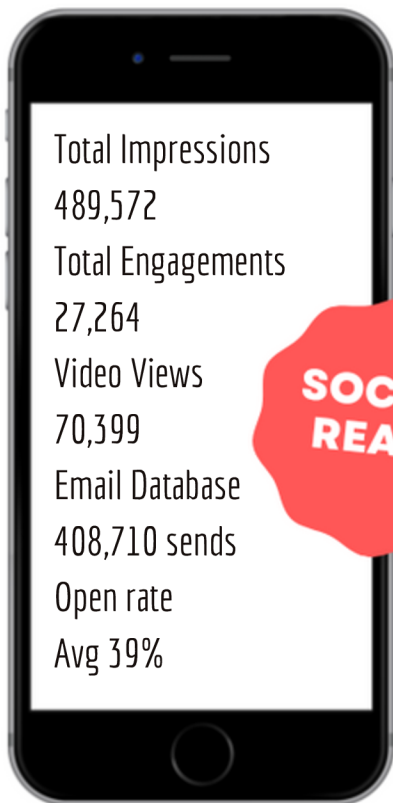 Total Impressions
489,572
Total Engagements
27,264
Video Views
70,399
Email Database
408,710 sends
Open rate
Avg 39%